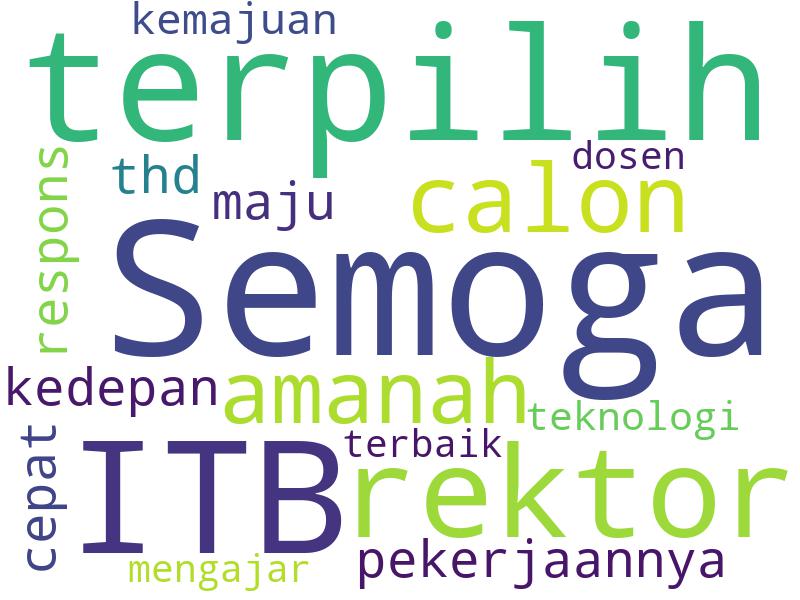 kemajuan
terpilih
respons
thd
maju
dosen
calon
Semoga
kedepan
amanah
teknologi
cepat
ITB
terbaik
rektor
mengajar
pekerjaannya